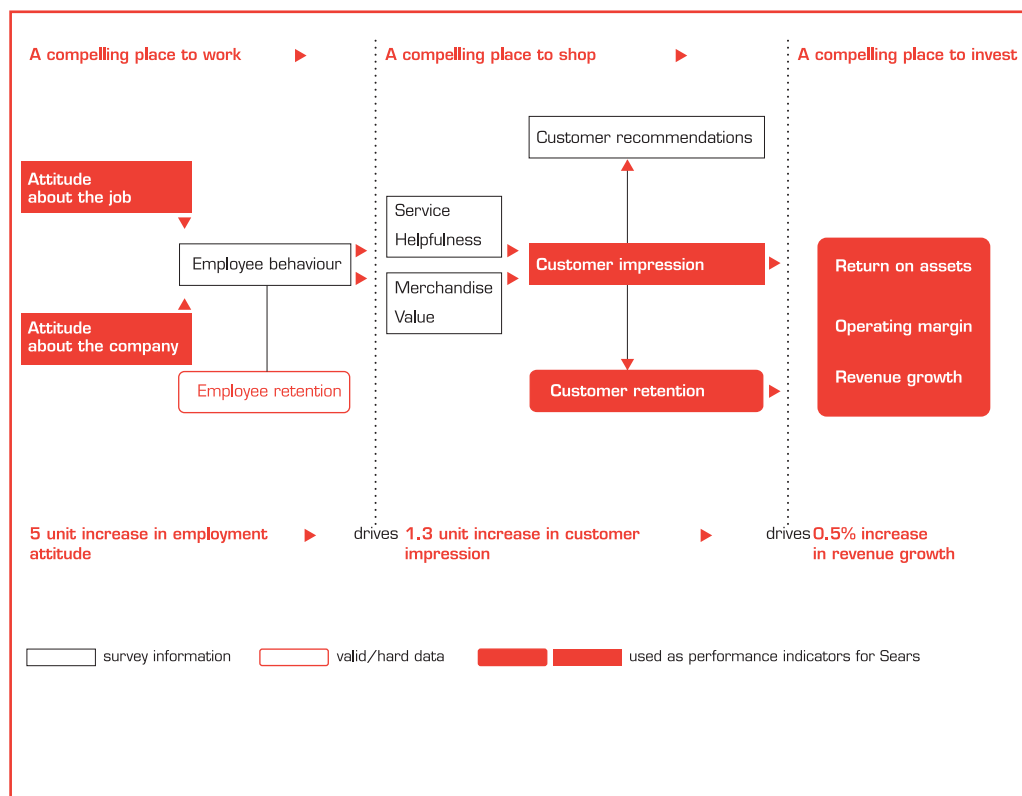 A compelling place to work
A compelling place to shop
A compelling place to invest
Customer recommendations
Attitude
about the job
Service
Helpfulness
Employee behaviour
Customer impression
Return on assets
Merchandise
Value
Attitude
about the company
Operating margin
Employee retention
Customer retention
Revenue growth
5 unit increase in employment
attitude
drives 1.3 unit increase in customer
impression
drives 0.5% increase
in revenue growth
survey information
valid/hard data
used as performance indicators for Sears